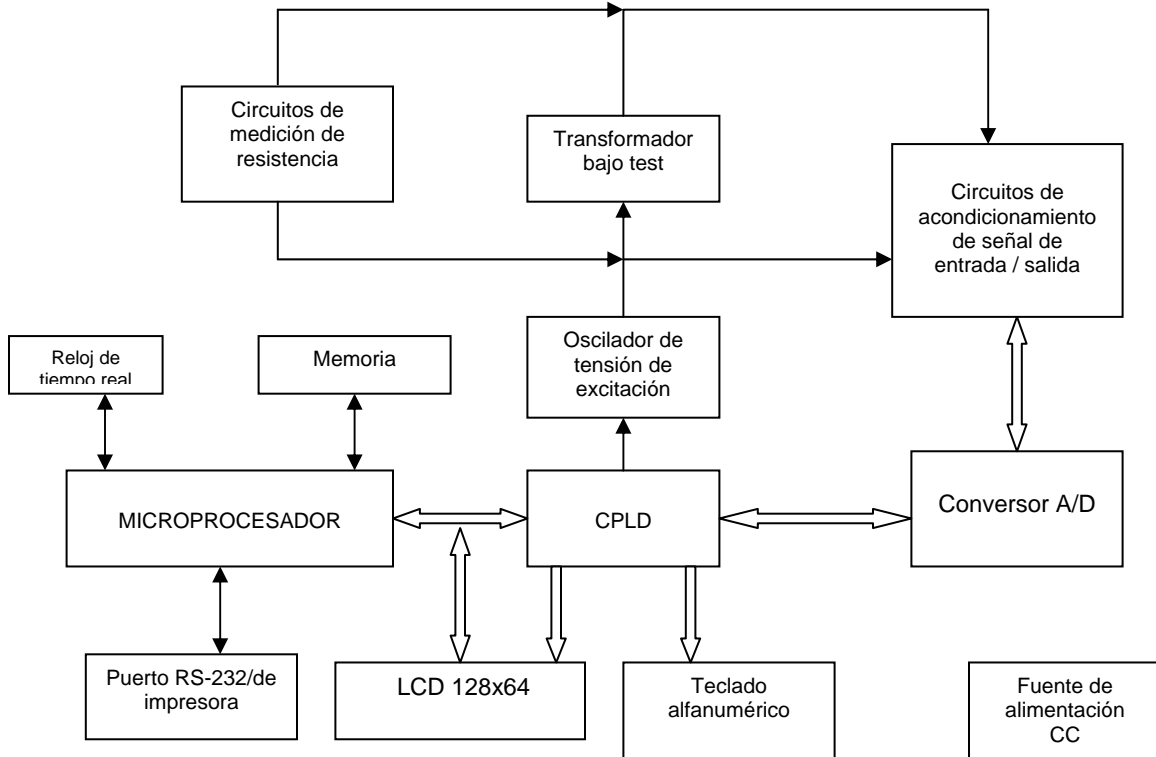 Circuitos de
medición de
resistencia
Transformador
bajo test
Circuitos de
acondicionamiento
de señal de
entrada / salida
Reloj de
tiempo real
Memoria
Oscilador de
tensión de
excitación
MICROPROCESADOR
CPLD
Conversor A/D
Puerto RS-232/de
impresora
LCD 128x64
Teclado
alfanumérico
Fuente de
alimentación
CC